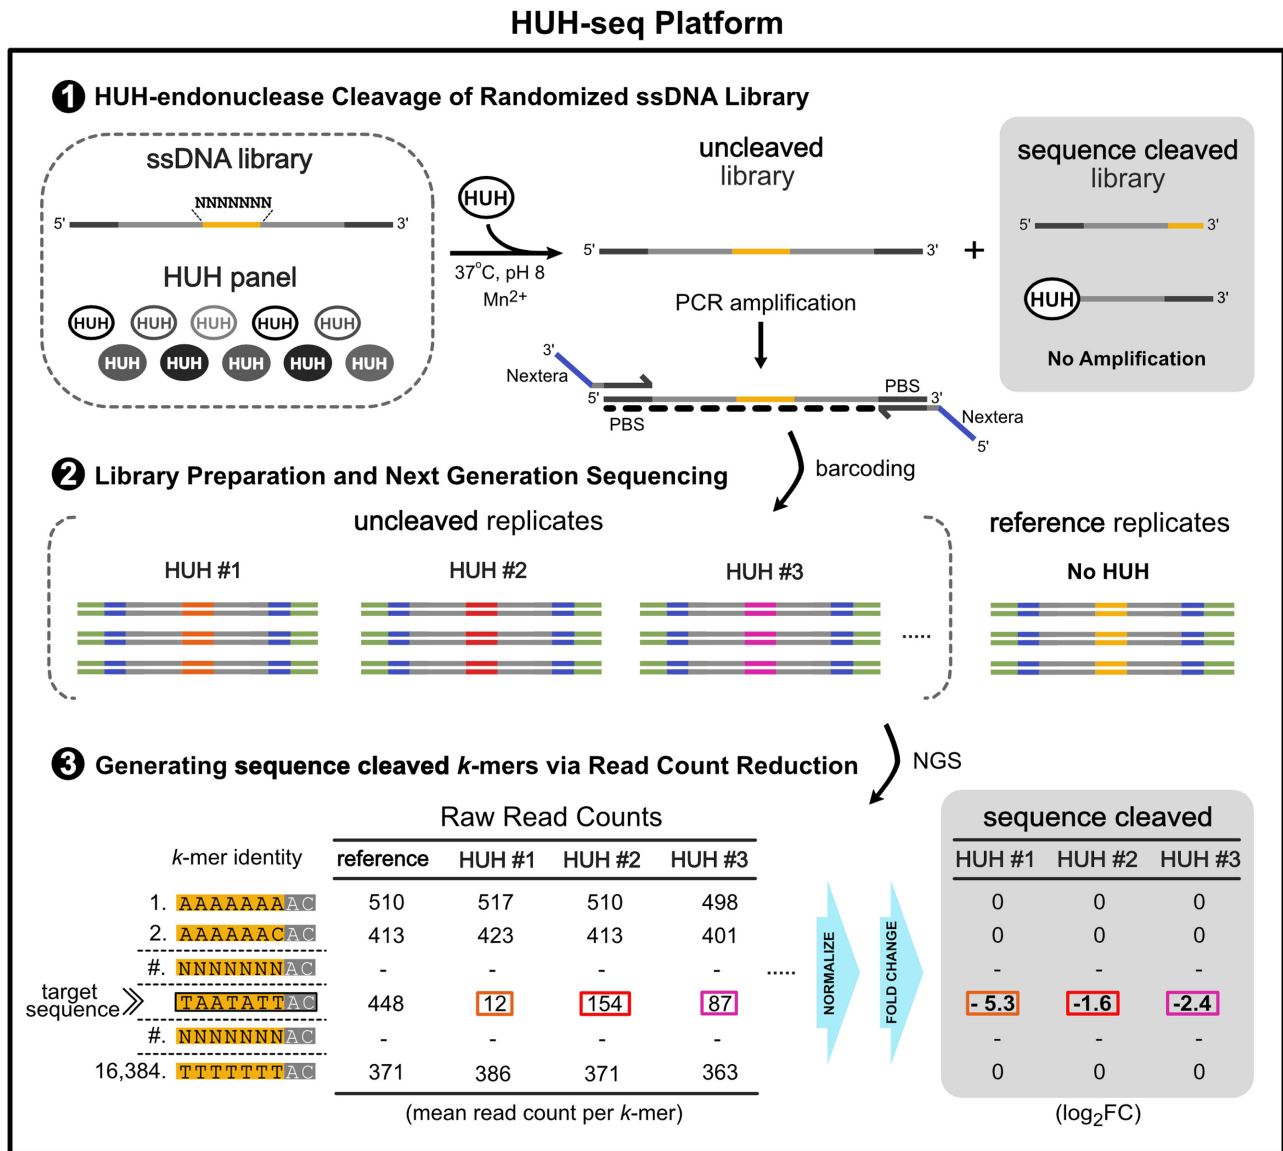 HUH-seq Platform
1 HUH-endonuclease Cleavage of Randomized ssDNA Library
ssDNA library
NNNNNNN
5' 3'
HUH panel
HUH HUH HUH HUH HUH
HUH HUH HUH HUH HUH
HUH
37°C, pH 8
Mn2+
uncleaved
library
5' 3'
+
sequence cleaved
library
5' 3'
HUH 3'
No Amplification
PCR amplification
3'
Nextera
PBS
5' 3'
PBS
Nextera
5'
barcoding
2 Library Preparation and Next Generation Sequencing
uncleaved replicates
reference replicates
HUH #1 HUH #2 HUH #3 No HUH
.....
NGS
3 Generating sequence cleaved k-mers via Read Count Reduction
Raw Read Counts
sequence cleaved
k-mer identity reference HUH #1 HUH #2 HUH #3 HUH #1 HUH #2 HUH #3
1. AAAAAAAAC 510 517 510 498 0 0 0
2. AAAAAACAC 413 423 413 401 0 0 0
#. NNNNNNNAC - - - - ..... - - -
target
sequence TAATATTAC 448 12 154 87 - 5.3 -1.6 -2.4
#. NNNNNNNAC - - - - - - -
16,384. TTTTTTTAC 371 386 371 363 0 0 0
NORMALIZE
FOLD CHANGE
(mean read count per k-mer)
(log2FC)